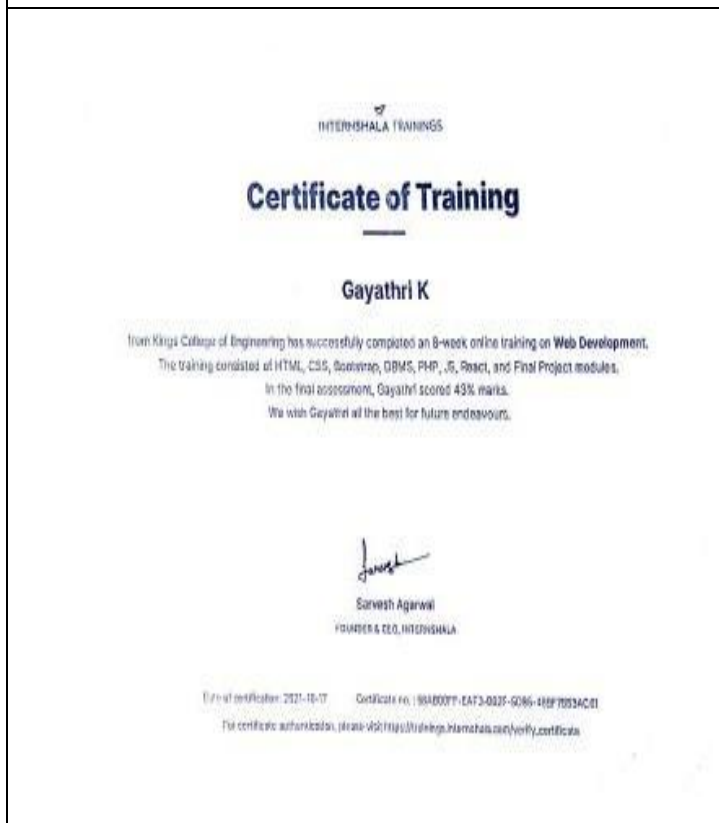 INTERNSHALA TRAININGS
Certificate of Training
Gayathri K
from Kings College of Engineering has successfully completed an 8-week online training on Web Development.
The training consisted of HTML, CSS, Bootstrap, DBMS, PHP, JS, React, and Final Project modules.
In the final assessment, Gayathri scored 43% marks.
We wish Gayathri all the best for future endeavours.
Sarvesh Agarwal
FOUNDER & CEO, INTERNSHALA
Date of certification: 2021-10-17 Certificate no. :
For certificate authentication, please visit https://trainings.internshala.com/verify_certificate